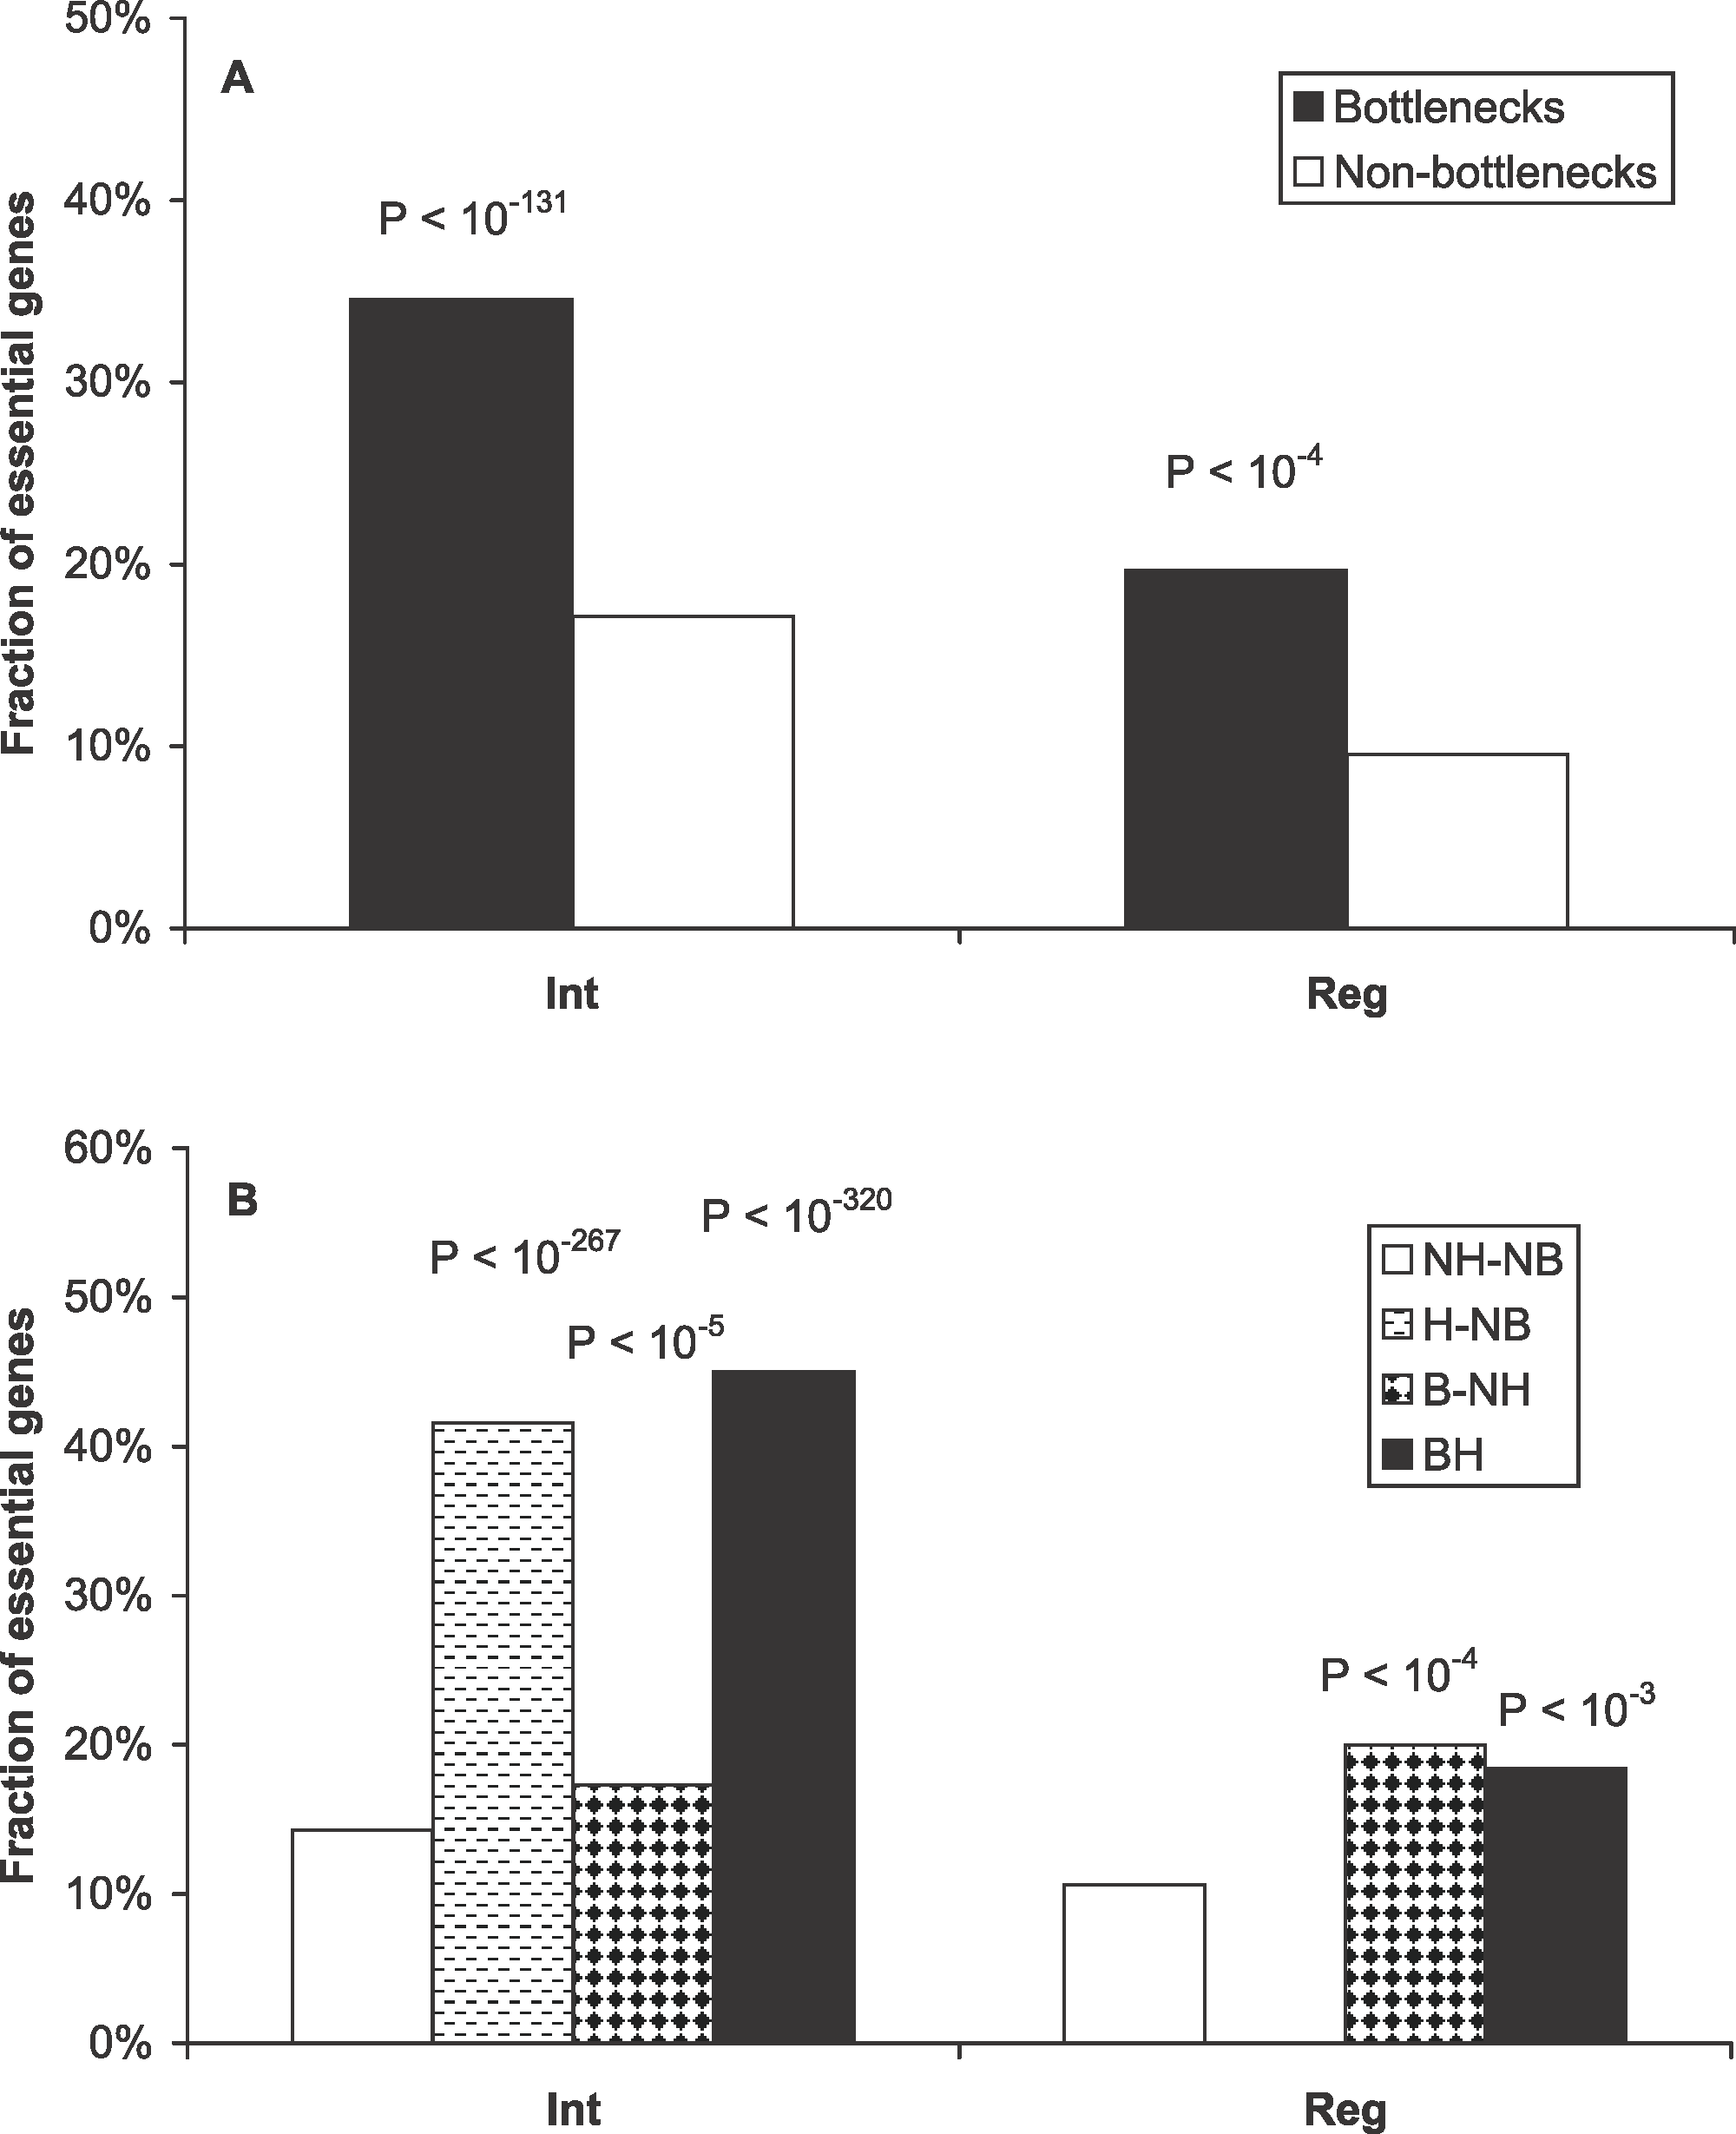 A
Bottlenecks
Non-bottlenecks
50%
40%
30%
20%
10%
0%
Fraction of essential genes
P < 10^-131
P < 10^-4
Int
Reg
B
NH-NB
H-NB
B-NH
BH
60%
50%
40%
30%
20%
10%
0%
Fraction of essential genes
P < 10^-267
P < 10^-5
P < 10^-320
P < 10^-4
P < 10^-3
Int
Reg